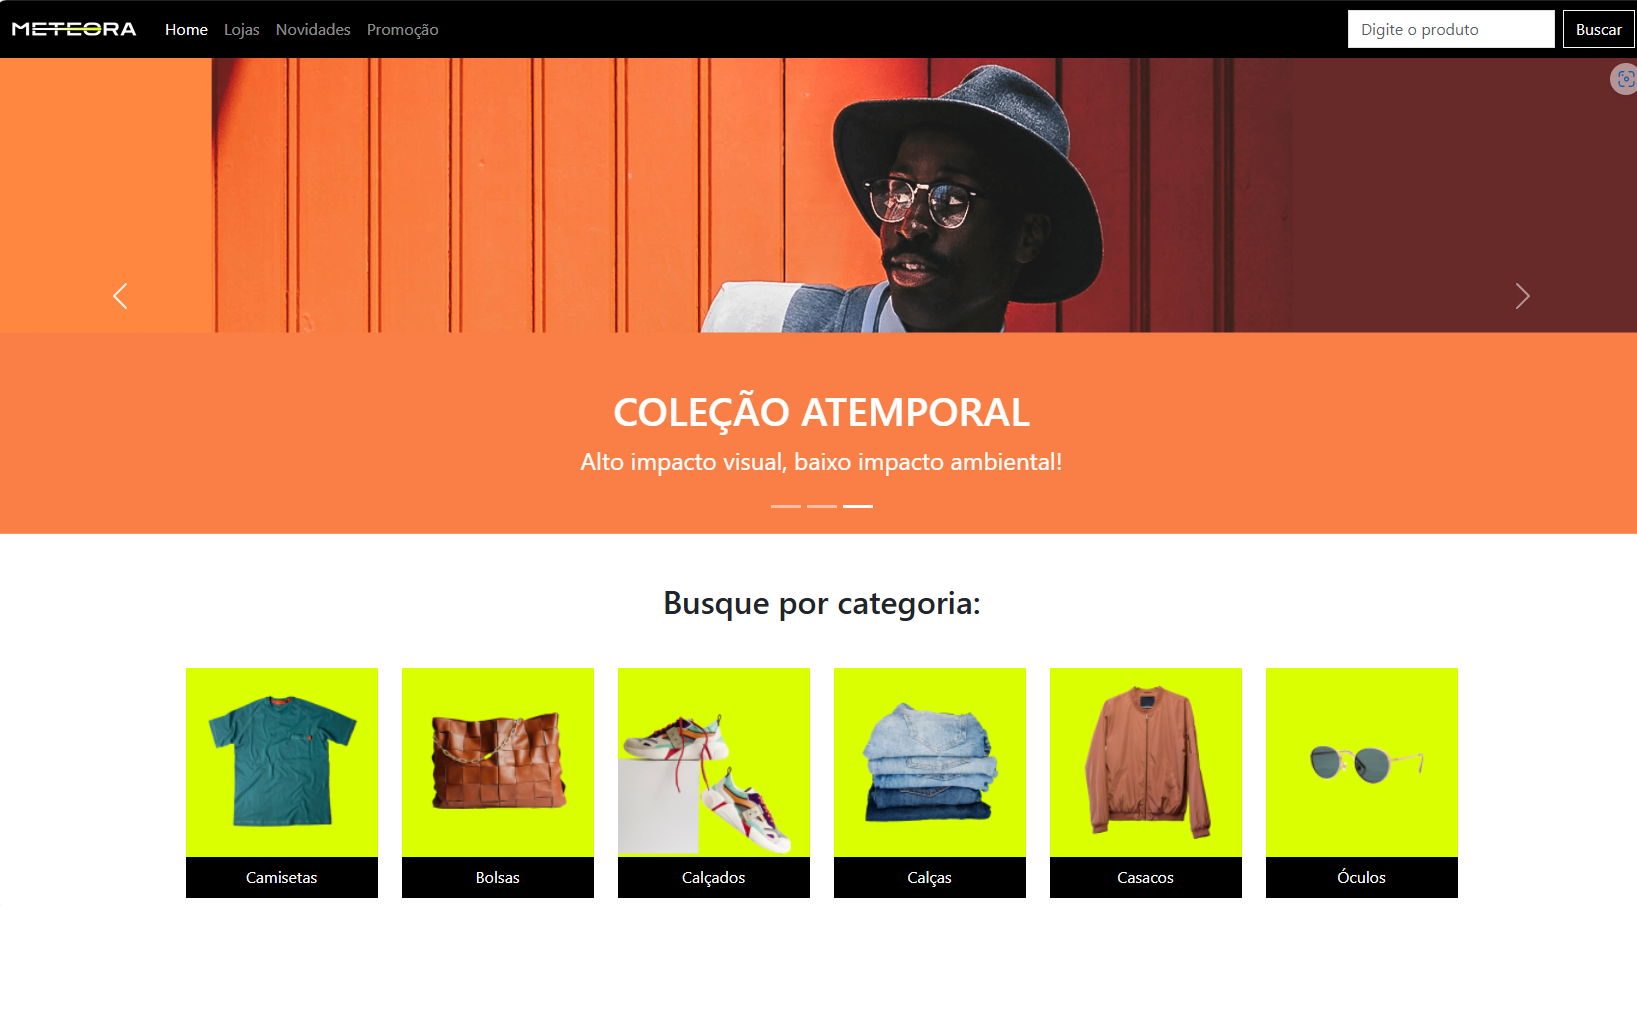 METEORA Home Lojas Novidades Promoção Digite o produto Buscar
COLEÇÃO ATEMPORAL
Alto impacto visual, baixo impacto ambiental!
Busque por categoria:
Camisetas Bolsas Calçados Calças Casacos Óculos